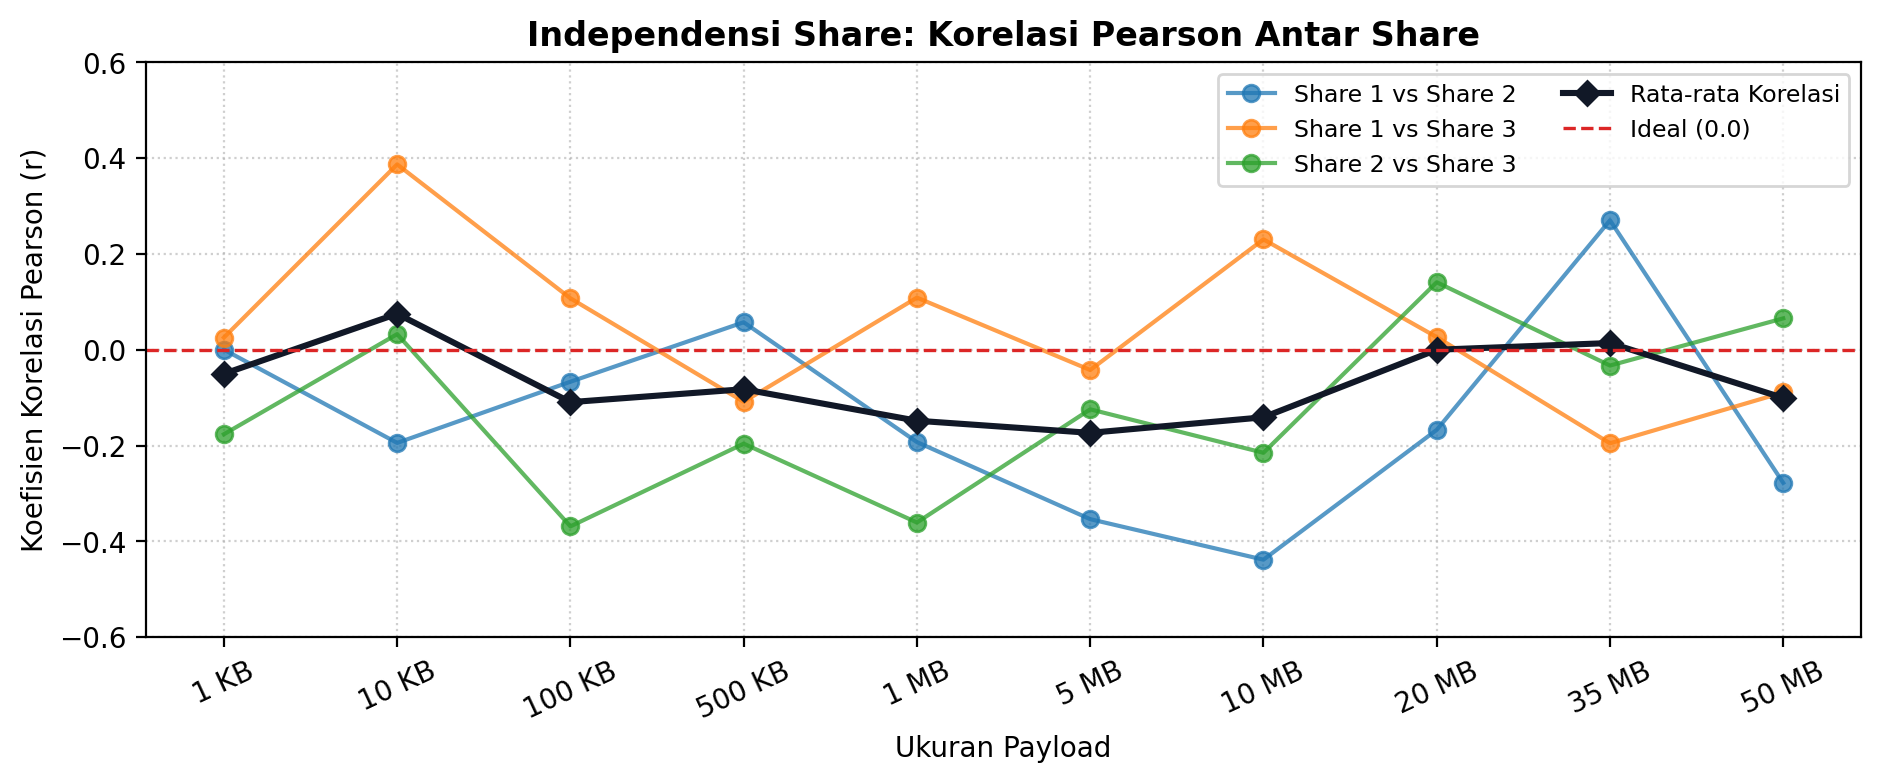 Independensi Share: Korelasi Pearson Antar Share
Share 1 vs Share 2
Share 1 vs Share 3
Share 2 vs Share 3
Rata-rata Korelasi
Ideal (0.0)
Koefisien Korelasi Pearson (r)
0.6
0.4
0.2
0.0
−0.2
−0.4
−0.6
1 KB
10 KB
100 KB
500 KB
1 MB
5 MB
10 MB
20 MB
35 MB
50 MB
Ukuran Payload